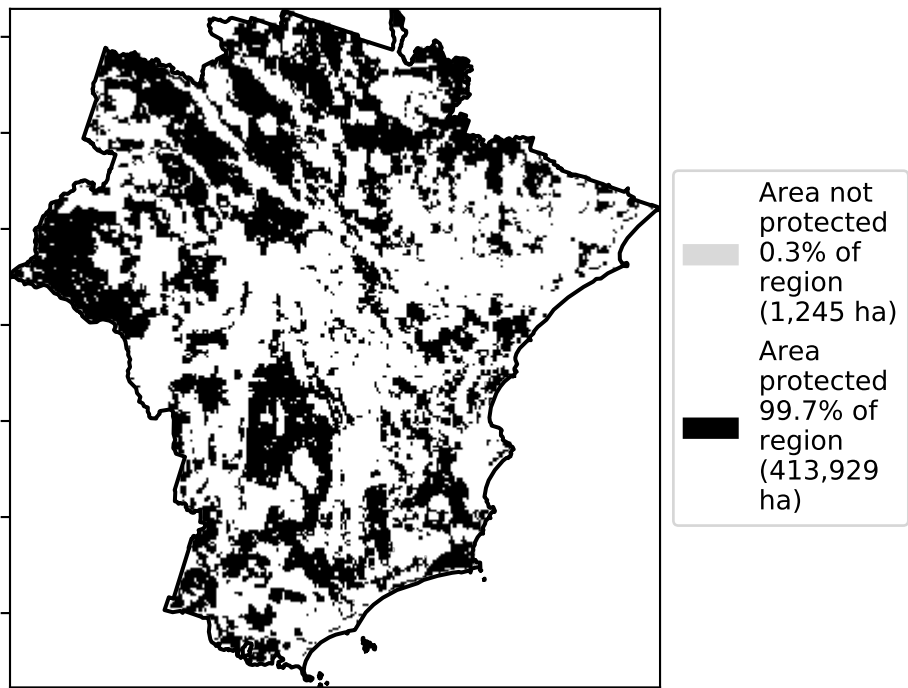 Area not
protected
0.3% of
region
(1,245 ha)
Area
protected
99.7% of
region
(413,929
ha)